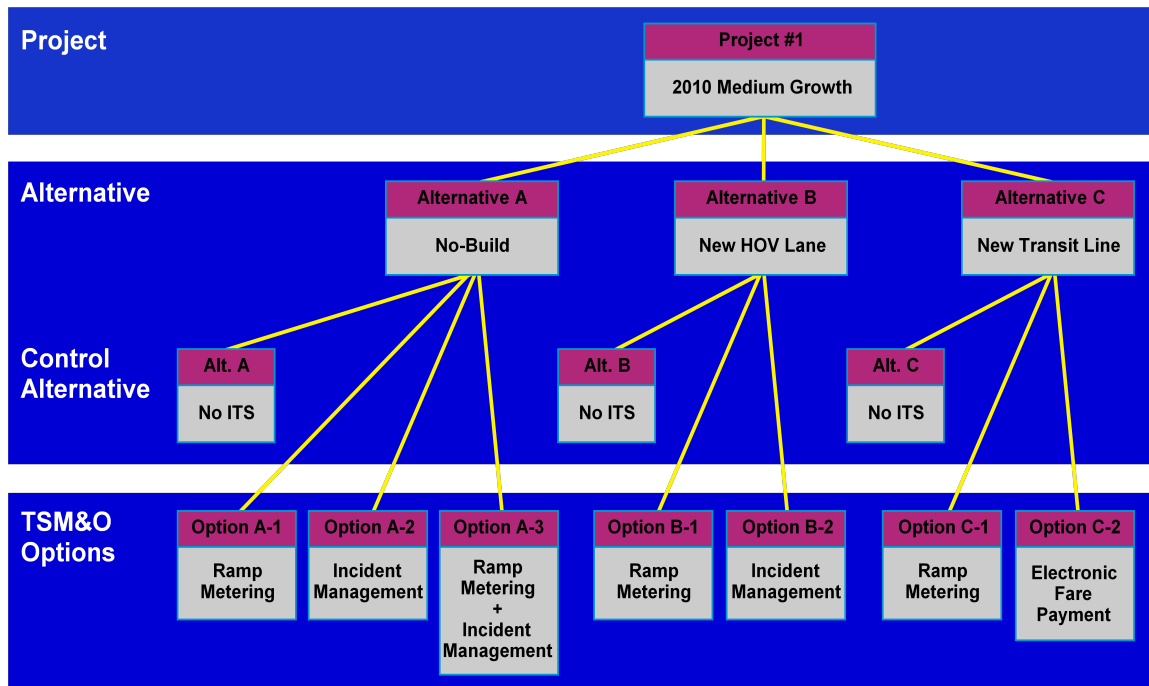 Project
Project #1
2010 Medium Growth
Alternative
Alternative A
No-Build
Alternative B
New HOV Lane
Alternative C
New Transit Line
Control
Alternative
Alt. A
No ITS
Alt. B
No ITS
Alt. C
No ITS
TSM&O
Options
Option A-1
Ramp
Metering
Option A-2
Incident
Management
Option A-3
Ramp
Metering
+
Incident
Management
Option B-1
Ramp
Metering
Option B-2
Incident
Management
Option C-1
Ramp
Metering
Option C-2
Electronic
Fare
Payment